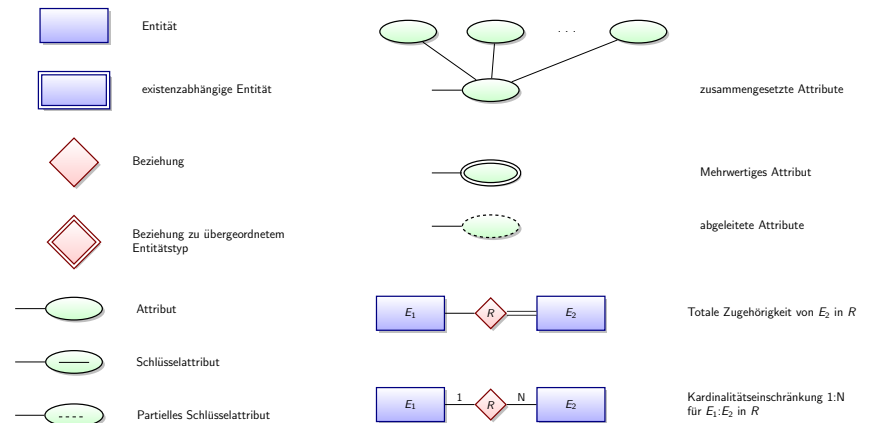 Entität
existenzabhängige Entität
Beziehung
Beziehung zu übergeordnetem
Entitätstyp
Attribut
Schlüsselattribut
Partielles Schlüsselattribut
. . .
zusammengesetzte Attribute
Mehrwertiges Attribut
abgeleitete Attribute
E₁ R E₂
Totale Zugehörigkeit von E₂ in R
E₁ 1 R N E₂
Kardinalitätseinschränkung 1:N
für E₁:E₂ in R